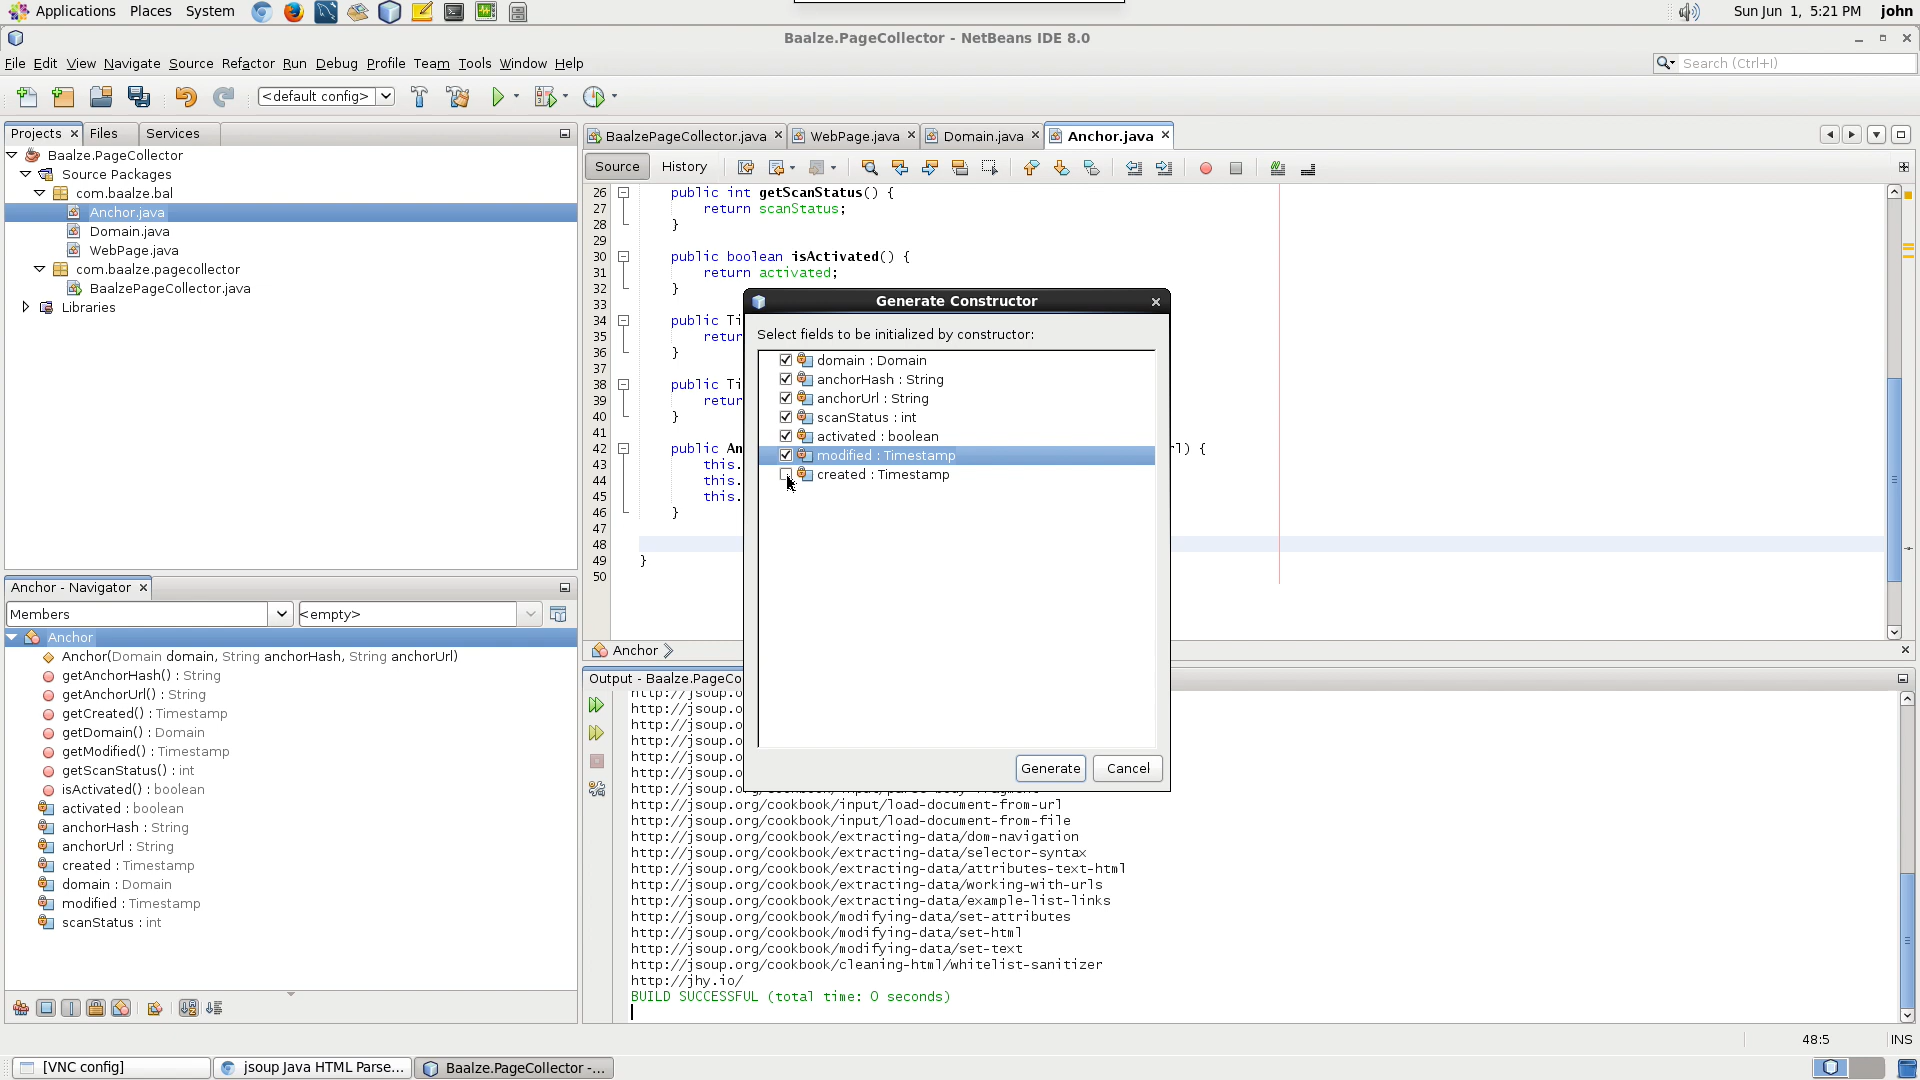 Applications Places System
Sun Jun 1, 5:21 PM john
Baalze.PageCollector - NetBeans IDE 8.0
File Edit View Navigate Source Refactor Run Debug Profile Team Tools Window Help
Search (Ctrl+I)
<default config>
Projects Files Services
Baalze.PageCollector
Source Packages
com.baalze.bal
Anchor.java
Domain.java
WebPage.java
com.baalze.pagecollector
BaalzePageCollector.java
Libraries
BaalzePageCollector.java WebPage.java Domain.java Anchor.java
Source History
26 public int getScanStatus() {
27 return scanStatus;
28 }
29
30 public boolean isActivated() {
31 return activated;
32 }
33
34 public Ti
35 retur
36 }
37
38 public Ti
39 retur
40 }
41
42 public An l) {
43 this.
44 this.
45 this.
46 }
47
48
49 }
50
Anchor
Generate Constructor
Select fields to be initialized by constructor:
domain : Domain
anchorHash : String
anchorUrl : String
scanStatus : int
activated : boolean
modified : Timestamp
created : Timestamp
Generate Cancel
Anchor - Navigator
Members <empty>
Anchor
Anchor(Domain domain, String anchorHash, String anchorUrl)
getAnchorHash() : String
getAnchorUrl() : String
getCreated() : Timestamp
getDomain() : Domain
getModified() : Timestamp
getScanStatus() : int
isActivated() : boolean
activated : boolean
anchorHash : String
anchorUrl : String
created : Timestamp
domain : Domain
modified : Timestamp
scanStatus : int
Output - Baalze.PageCo
http://jsoup.o
http://jsoup.o
http://jsoup.o
http://jsoup.o
http://jsoup.o
http://jsoup.o
http://jsoup.org/cookbook/input/load-document-from-url
http://jsoup.org/cookbook/input/load-document-from-file
http://jsoup.org/cookbook/extracting-data/dom-navigation
http://jsoup.org/cookbook/extracting-data/selector-syntax
http://jsoup.org/cookbook/extracting-data/attributes-text-html
http://jsoup.org/cookbook/extracting-data/working-with-urls
http://jsoup.org/cookbook/extracting-data/example-list-links
http://jsoup.org/cookbook/modifying-data/set-attributes
http://jsoup.org/cookbook/modifying-data/set-html
http://jsoup.org/cookbook/modifying-data/set-text
http://jsoup.org/cookbook/cleaning-html/whitelist-sanitizer
http://jhy.io/
BUILD SUCCESSFUL (total time: 0 seconds)
48:5 INS
[VNC config] jsoup Java HTML Parse... Baalze.PageCollector -...